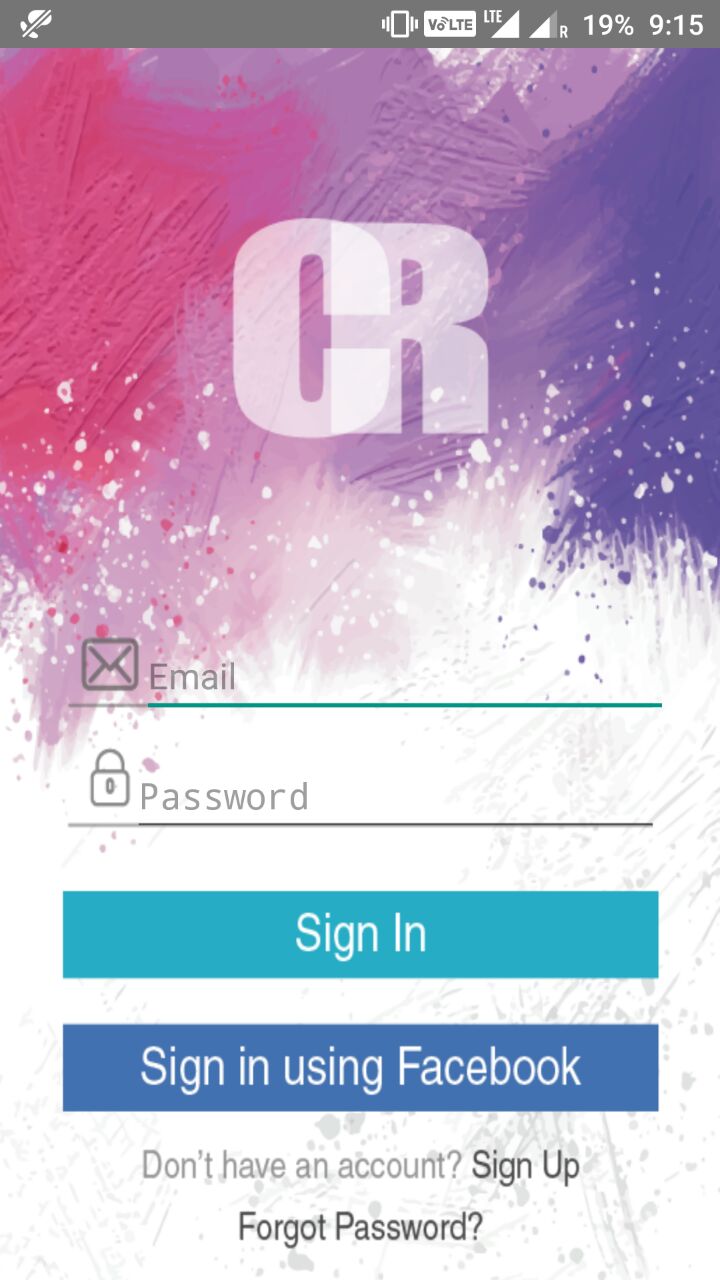 VoLTE LTE R 19% 9:15
CR
Email
Password
Sign In
Sign in using Facebook
Don't have an account? Sign Up
Forgot Password?